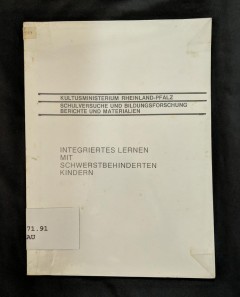 KULTUSMINISTERIUM RHEINLAND-PFALZ
SCHULVERSUCHE UND BILDUNGSFORSCHUNG
BERICHTE UND MATERIALIEN
INTEGRIERTES LERNEN
MIT
SCHWERSTBEHINDERTEN
KINDERN
71.91
AU